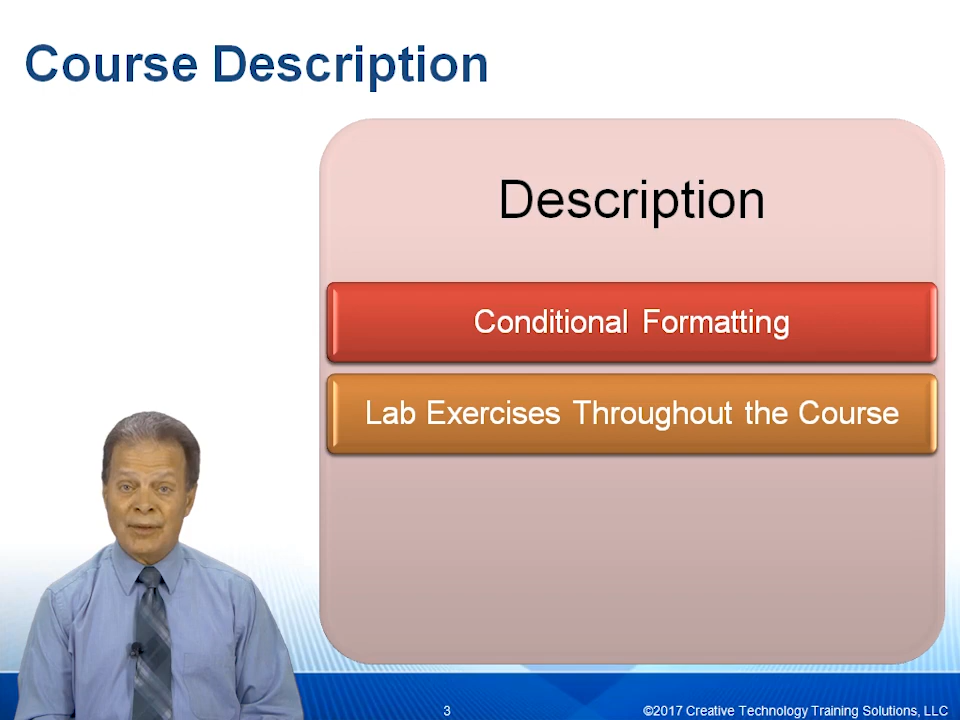 Course Description
Description
Conditional Formatting
Lab Exercises Throughout the Course
3
©2017 Creative Technology Training Solutions, LLC